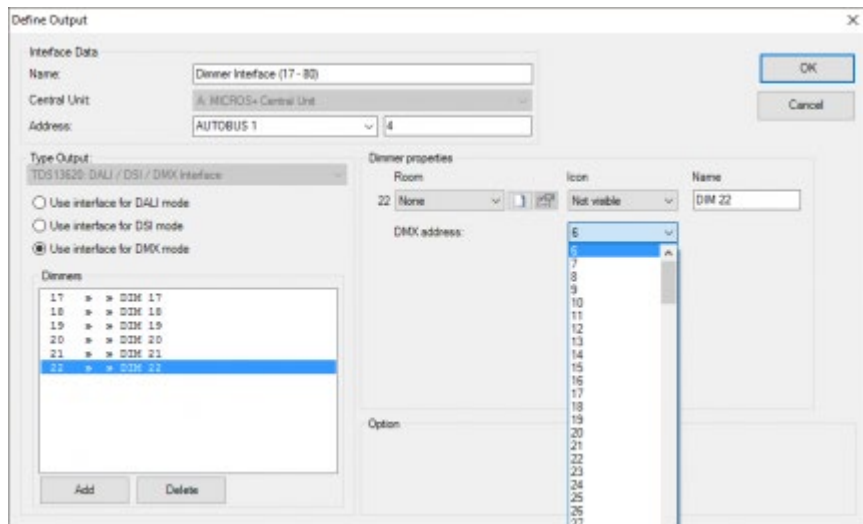 Define Output
Interface Data
Name:
Dimmer Interface (17 - 80)
OK
Central Unit:
A: MICROS+ Central Unit
Cancel
Address:
AUTOBUS 1
4
Type Output:
TDS13620: DALI / DSI / DMX Interface
Use interface for DALI mode
Use interface for DSI mode
Use interface for DMX mode
Dimmers
17 » » DIM 17
18 » » DIM 18
19 » » DIM 19
20 » » DIM 20
21 » » DIM 21
22 » » DIM 22
Add
Delete
Dimmer properties
Room
Icon
Name
22
None
Not visible
DIM 22
DMX address:
6
6
7
8
9
10
11
12
13
14
15
16
17
18
19
20
21
22
23
24
25
26
27
Option